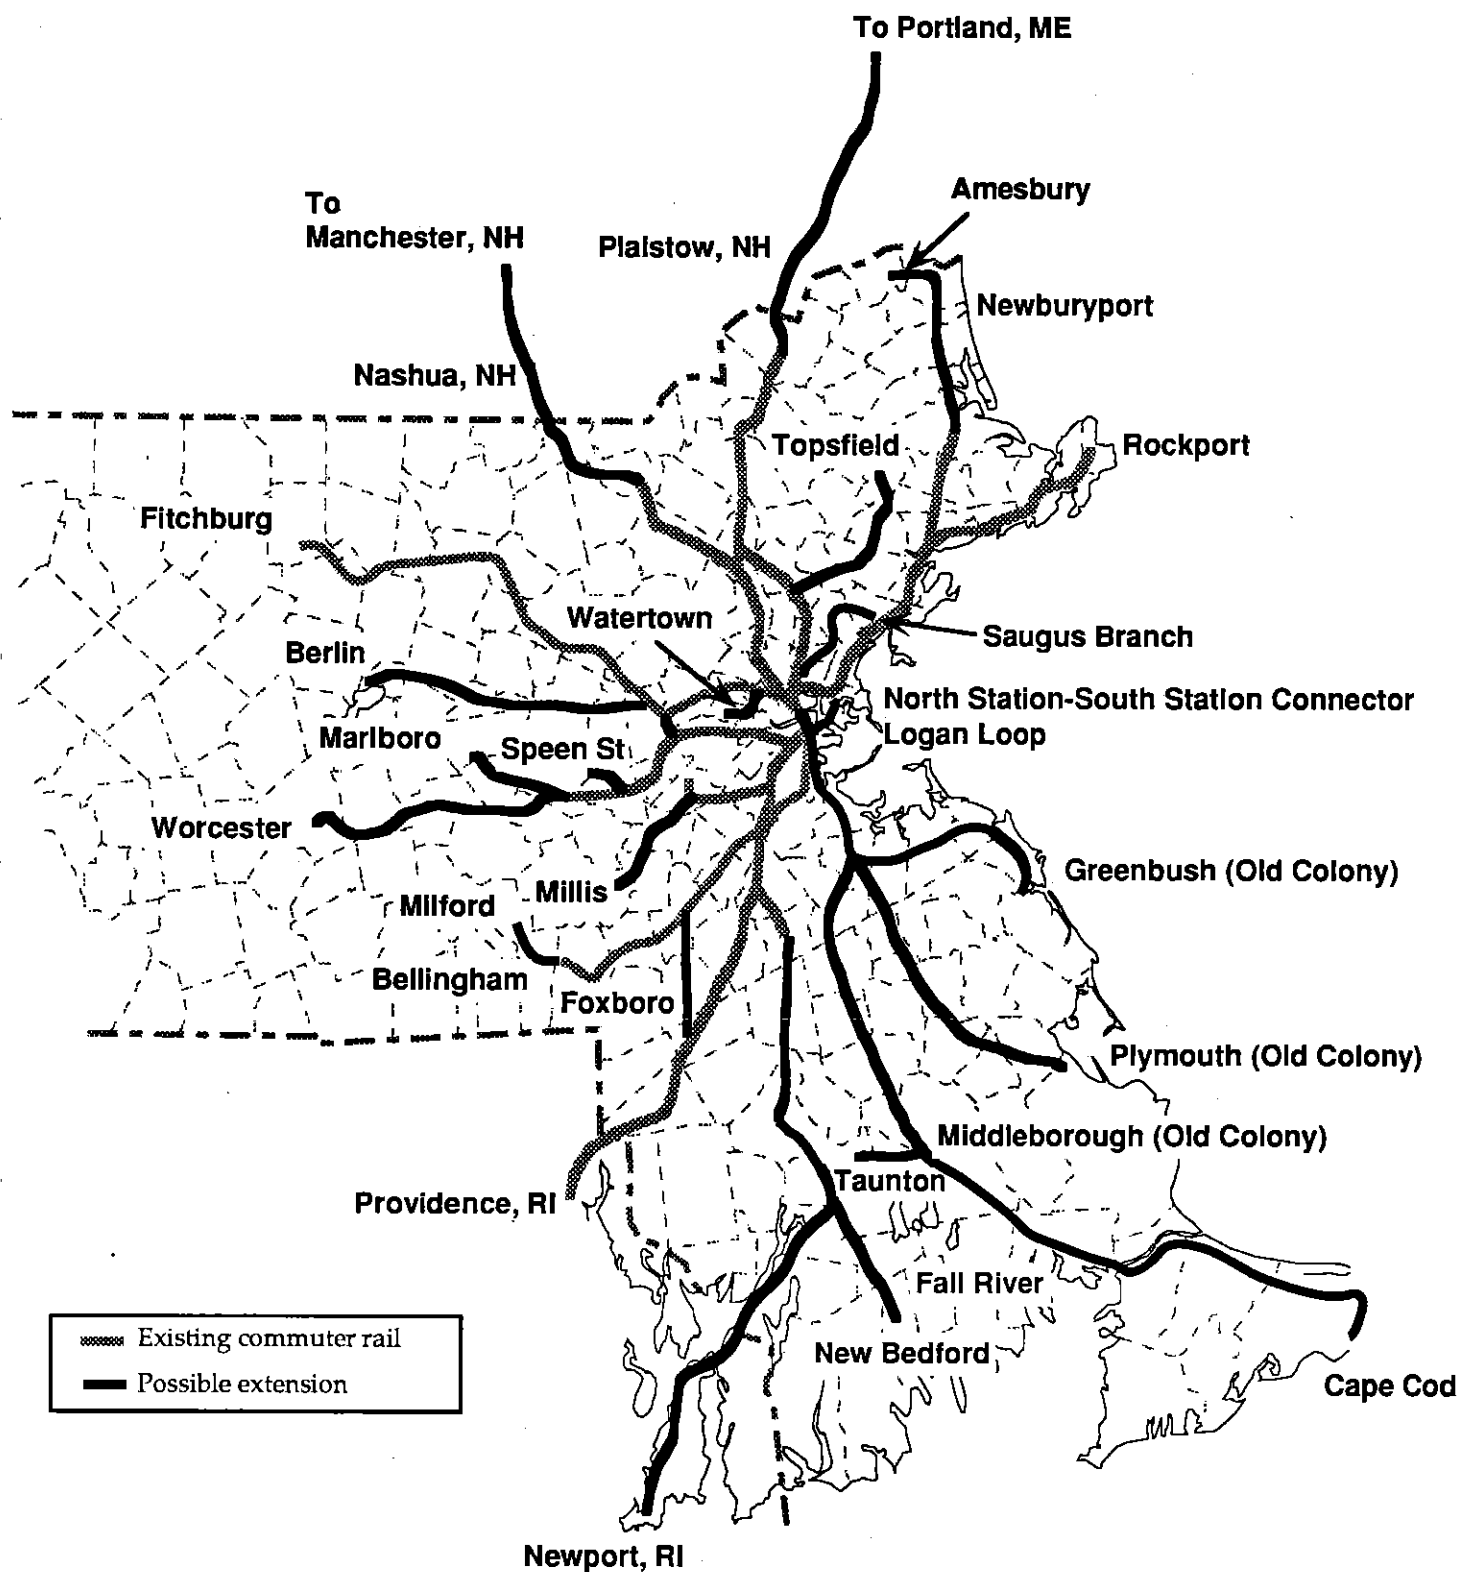 To Portland, ME
Amesbury
To
Manchester, NH
Plaistow, NH
Newburyport
Nashua, NH
Topsfield
Rockport
Fitchburg
Watertown
Saugus Branch
Berlin
North Station-South Station Connector
Logan Loop
Marlboro
Speen St
Worcester
Greenbush (Old Colony)
Millis
Milford
Bellingham
Foxboro
Plymouth (Old Colony)
Middleborough (Old Colony)
Taunton
Providence, RI
Fall River
New Bedford
Cape Cod
Existing commuter rail
Possible extension
Newport, RI